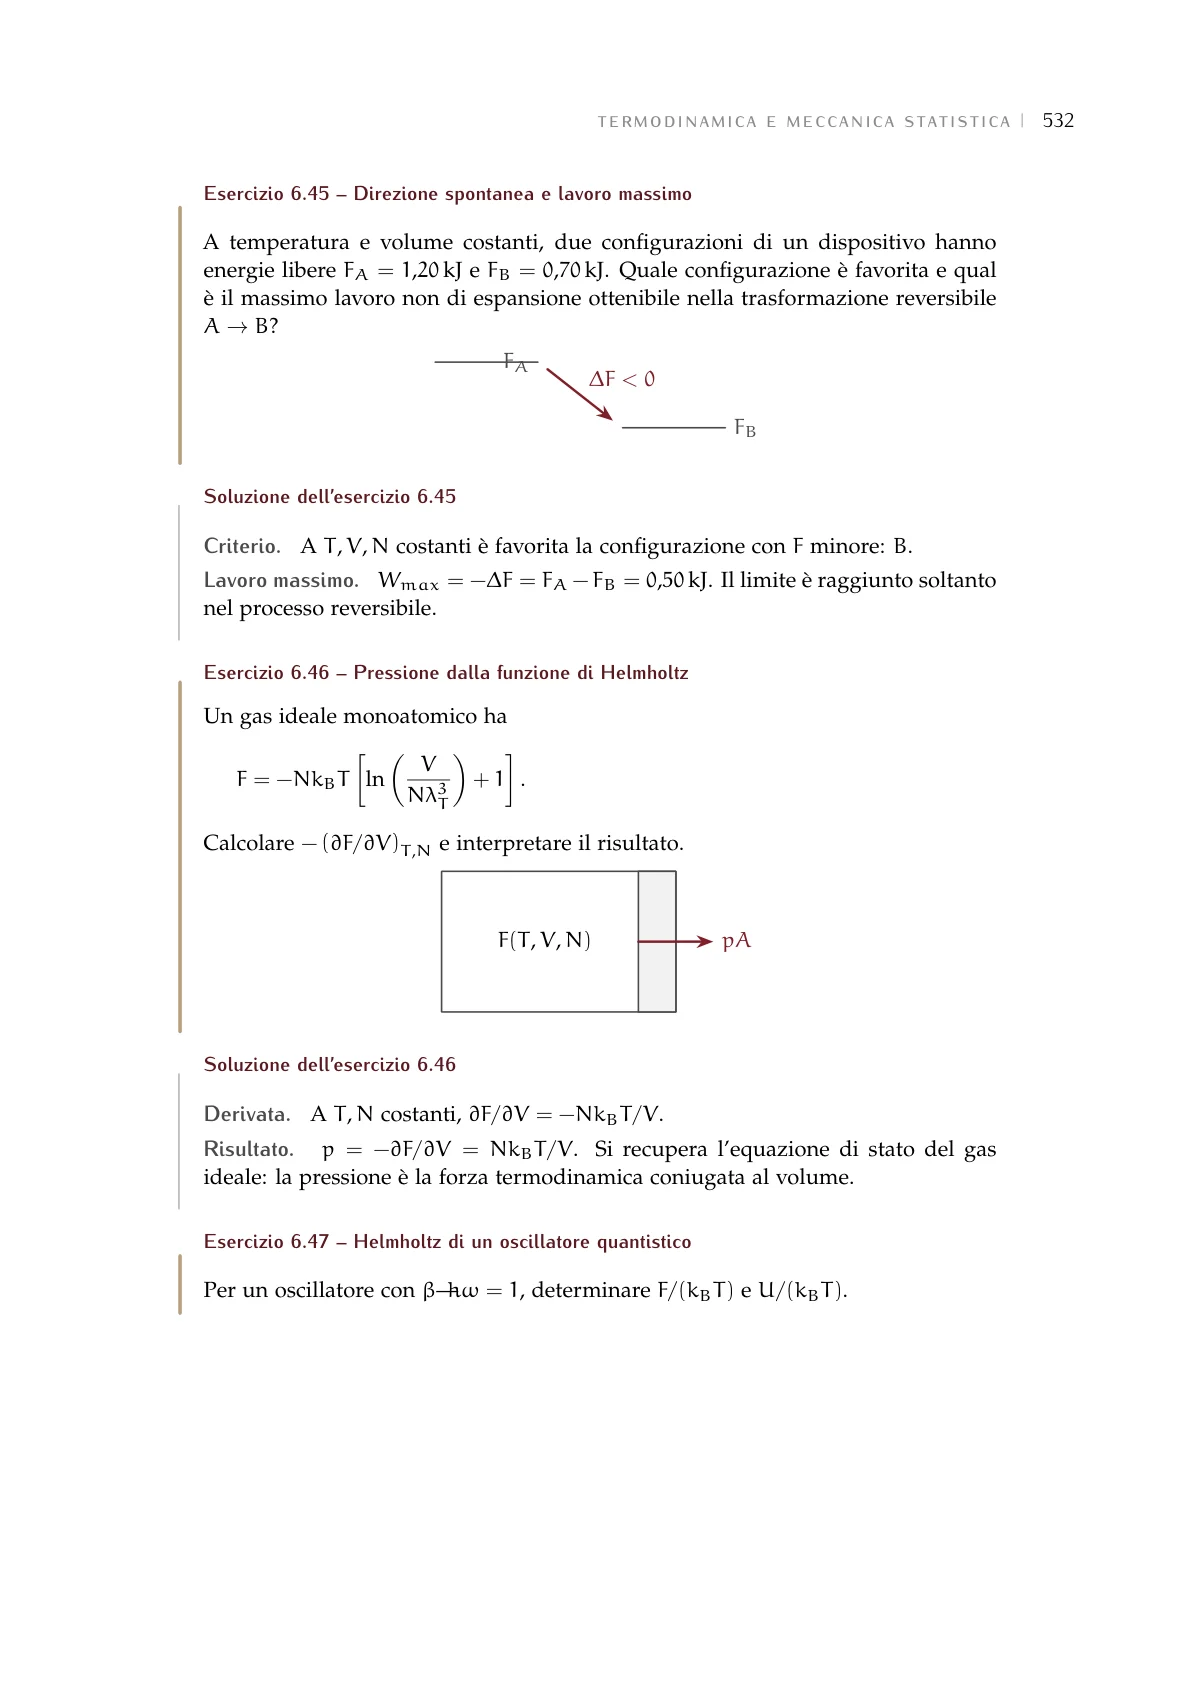 TERMODINAMICA E MECCANICA STATISTICA | 532
Esercizio 6.45 – Direzione spontanea e lavoro massimo
A temperatura e volume costanti, due configurazioni di un dispositivo hanno
energie libere F_A = 1,20 kJ e F_B = 0,70 kJ. Quale configurazione è favorita e qual
è il massimo lavoro non di espansione ottenibile nella trasformazione reversibile
A → B?
F_A
ΔF < 0
F_B
Soluzione dell'esercizio 6.45
Criterio. A T, V, N costanti è favorita la configurazione con F minore: B.
Lavoro massimo. W_max = −ΔF = F_A − F_B = 0,50 kJ. Il limite è raggiunto soltanto
nel processo reversibile.
Esercizio 6.46 – Pressione dalla funzione di Helmholtz
Un gas ideale monoatomico ha
F = −Nk_BT [ln (V / Nλ_T^3) + 1] .
Calcolare − (∂F/∂V)_T,N e interpretare il risultato.
F(T, V, N)
pA
Soluzione dell'esercizio 6.46
Derivata. A T, N costanti, ∂F/∂V = −Nk_BT/V.
Risultato. p = −∂F/∂V = Nk_BT/V. Si recupera l'equazione di stato del gas
ideale: la pressione è la forza termodinamica coniugata al volume.
Esercizio 6.47 – Helmholtz di un oscillatore quantistico
Per un oscillatore con βħω = 1, determinare F/(k_BT) e U/(k_BT).